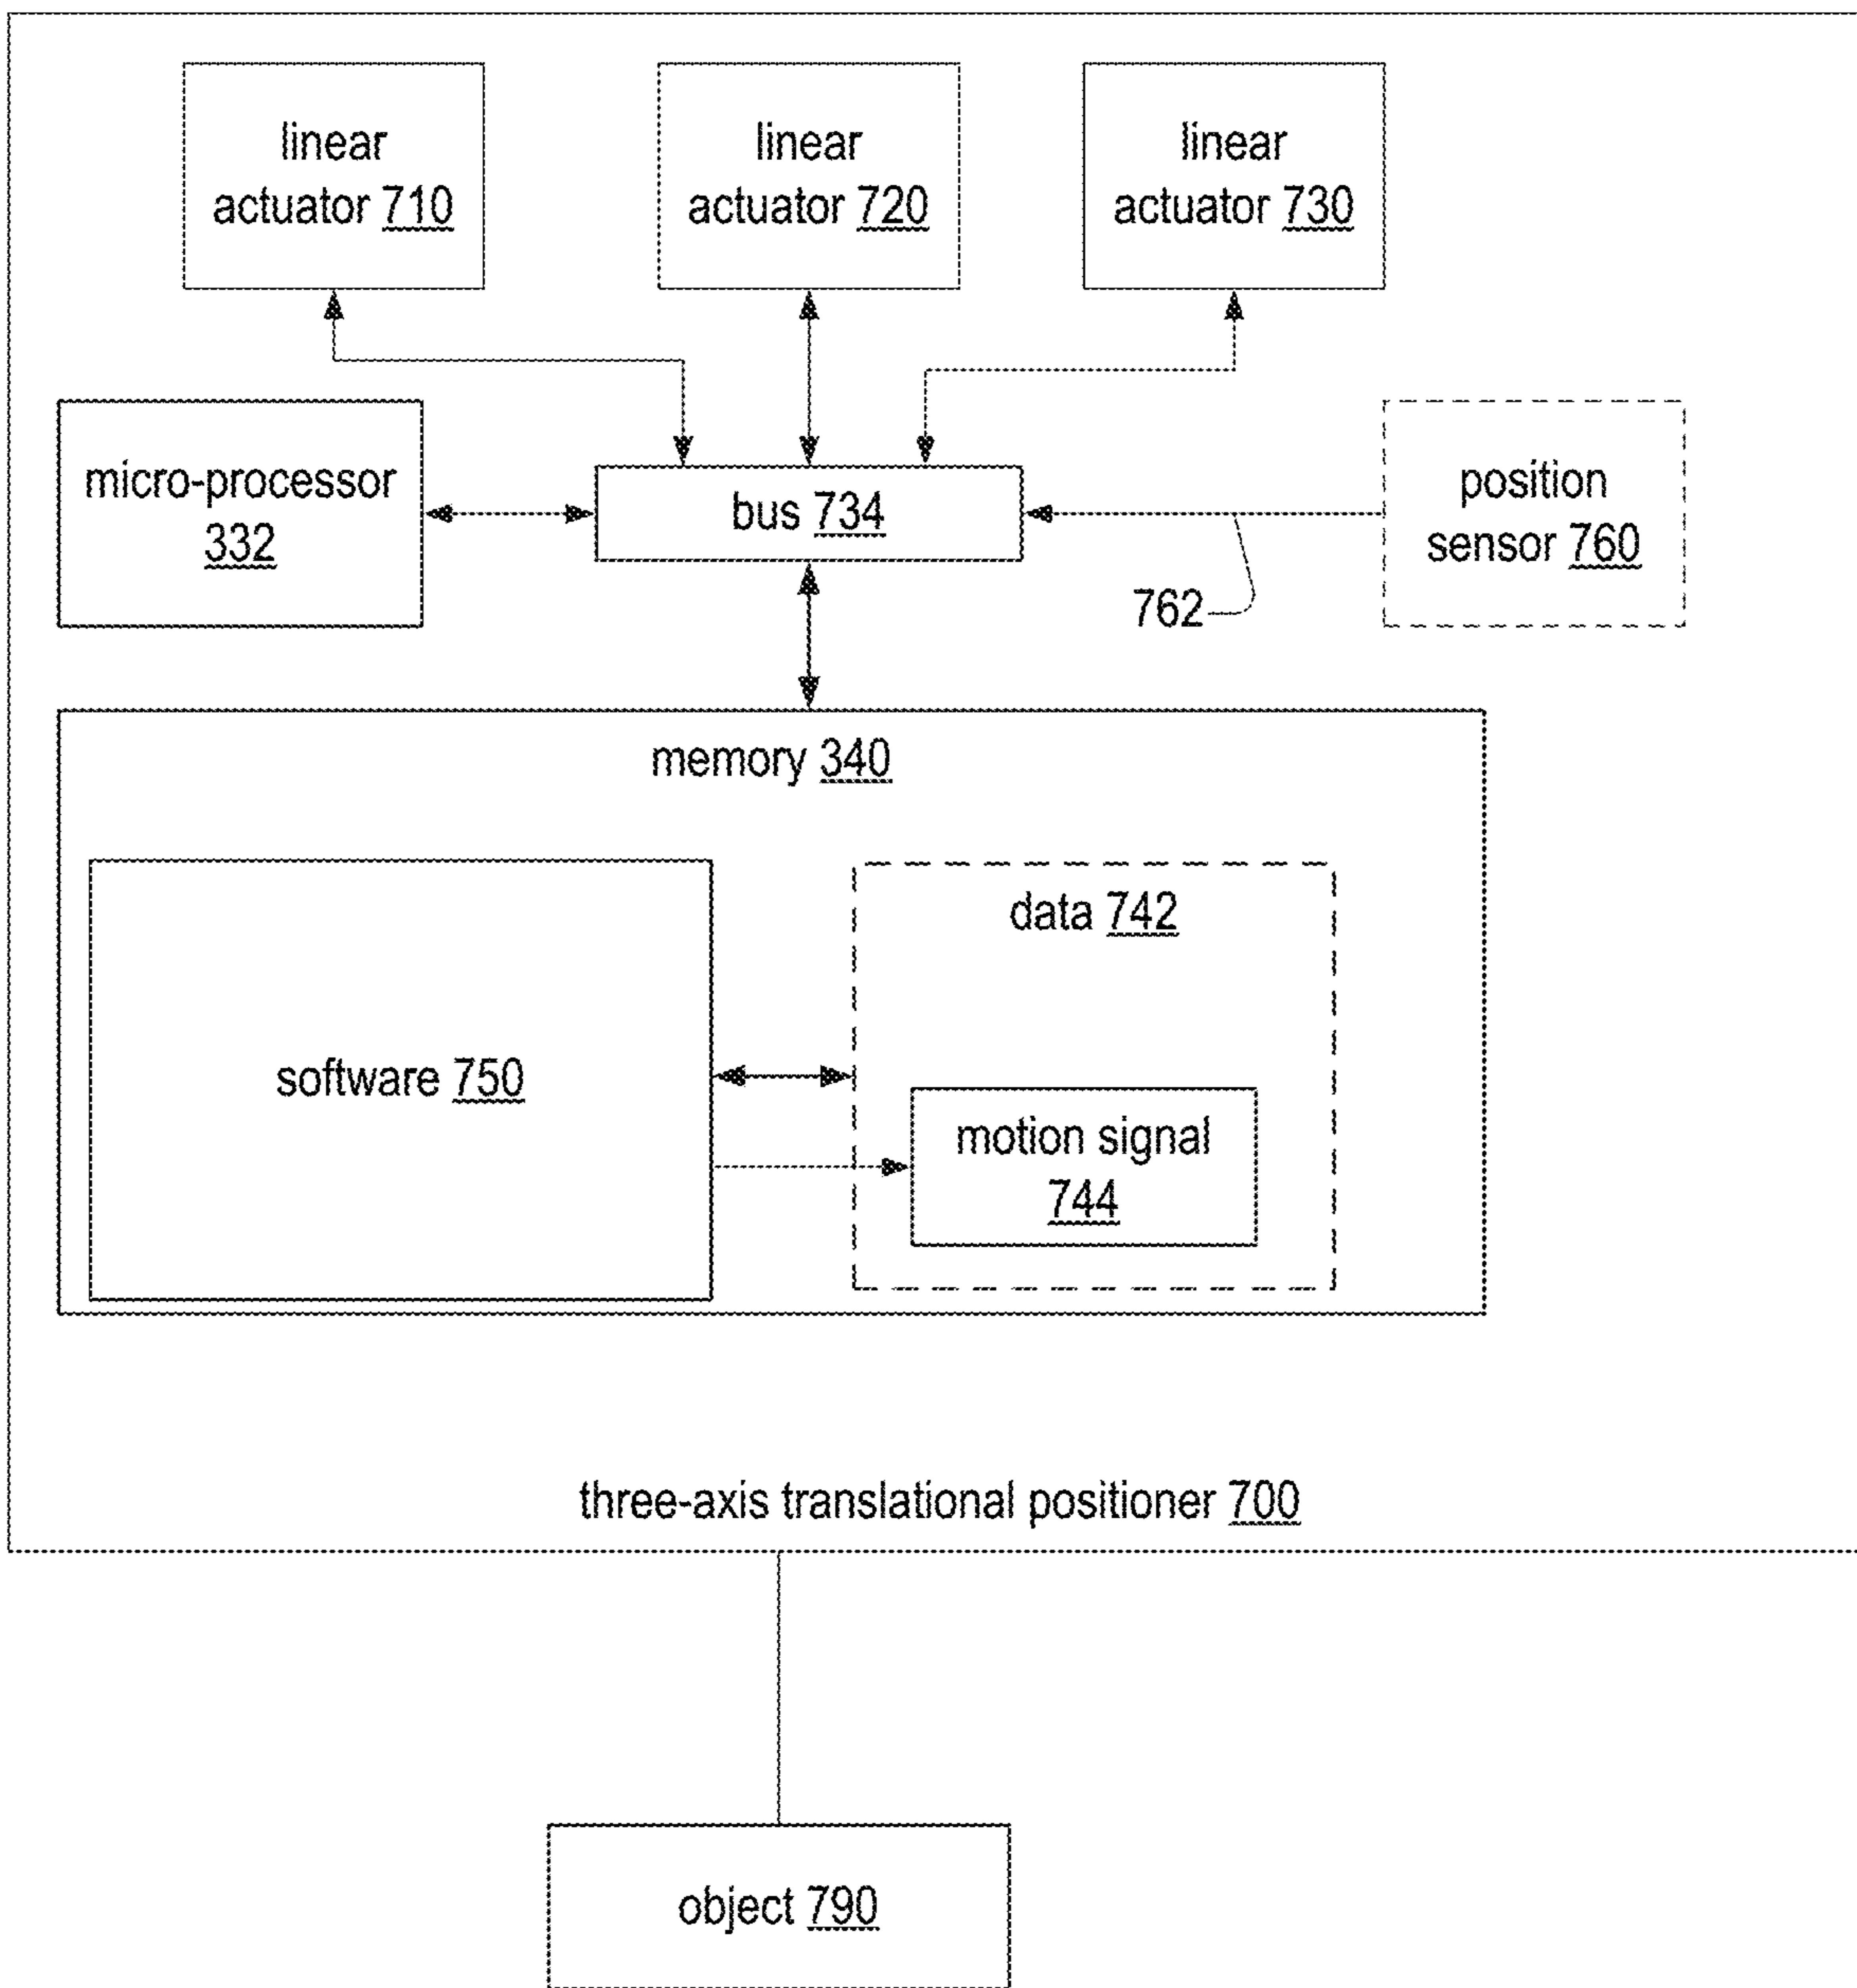 linear
actuator 710
linear
actuator 720
linear
actuator 730
micro-processor
332
bus 734
position
sensor 760
762
memory 340
software 750
data 742
motion signal
744
three-axis translational positioner 700
object 790